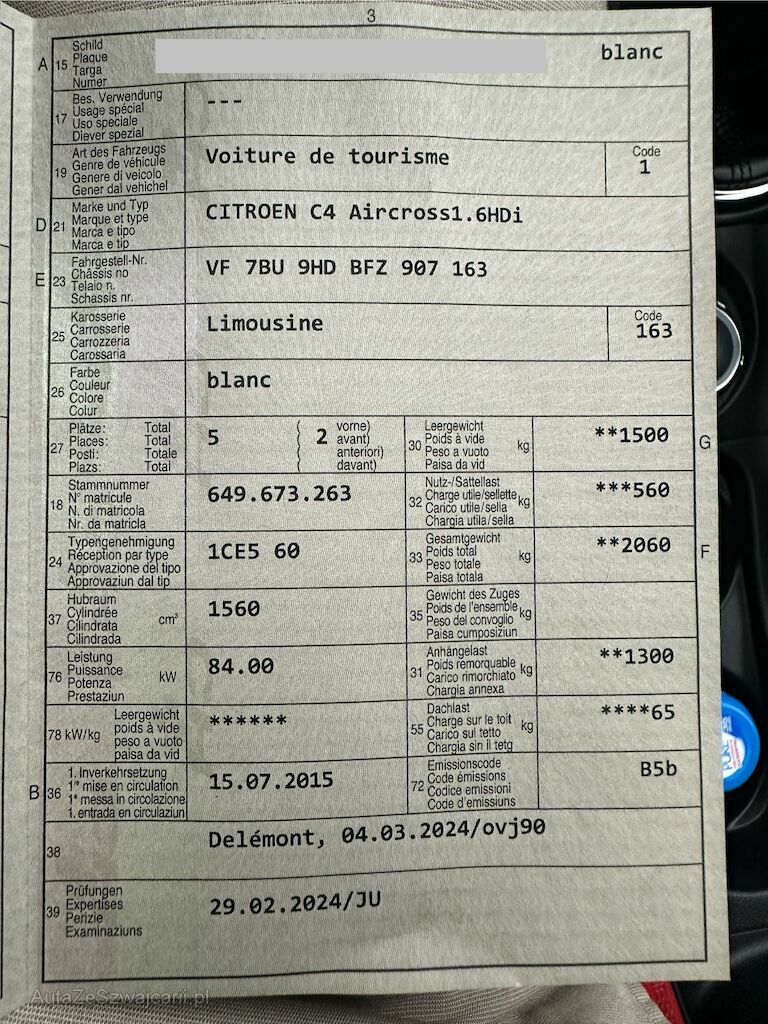 3
A 15 Schild
Plaque
Targa
Numer
blanc
17 Bes. Verwendung
Usage spécial
Uso speciale
Diever spezial
---
19 Art des Fahrzeugs
Genre de véhicule
Genere di veicolo
Gener dal vehichel
Voiture de tourisme
Code
1
D 21 Marke und Typ
Marque et type
Marca e tipo
Marca e tip
CITROEN C4 Aircross1.6HDi
E 23 Fahrgestell-Nr.
Châssis no
Telaio n.
Schassis nr.
VF 7BU 9HD BFZ 907 163
25 Karosserie
Carrosserie
Carrozzeria
Carossaria
Limousine
Code
163
26 Farbe
Couleur
Colore
Colur
blanc
27 Plätze: Total
Places: Total
Posti: Totale
Plazs: Total
5 ( 2 vorne)
( avant)
( anteriori)
( davant)
30 Leergewicht
Poids à vide
Peso a vuoto
Paisa da vid
kg
**1500
G
18 Stammnummer
N° matricule
N. di matricola
Nr. da matricla
649.673.263
32 Nutz-/Sattellast
Charge utile/sellette
Carico utile/sella
Chargia utila/sella
kg
***560
24 Typengenehmigung
Réception par type
Approvazione del tipo
Approvaziun dal tip
1CE5 60
33 Gesamtgewicht
Poids total
Peso totale
Paisa totala
kg
**2060
F
37 Hubraum
Cylindrée
Cilindrata
Cilindrada
cm³
1560
35 Gewicht des Zuges
Poids de l'ensemble
Peso del convoglio
Paisa cumposiziun
kg
76 Leistung
Puissance
Potenza
Prestaziun
kW
84.00
31 Anhängelast
Poids remorquable
Carico rimorchiato
Chargia annexa
kg
**1300
78 kW/kg Leergewicht
poids à vide
peso a vuoto
paisa da vid
******
55 Dachlast
Charge sur le toit
Carico sul tetto
Chargia sin il tetg
kg
****65
B 36 1. Inverkehrsetzung
1re mise en circulation
1a messa in circolazione
1. entrada en circulaziun
15.07.2015
72 Emissionscode
Code émissions
Codice emissioni
Code d'emissiuns
B5b
38
Delémont, 04.03.2024/ovj90
39 Prüfungen
Expertises
Perizie
Examinaziuns
29.02.2024/JU
AutaZeSzwajcarii.pl